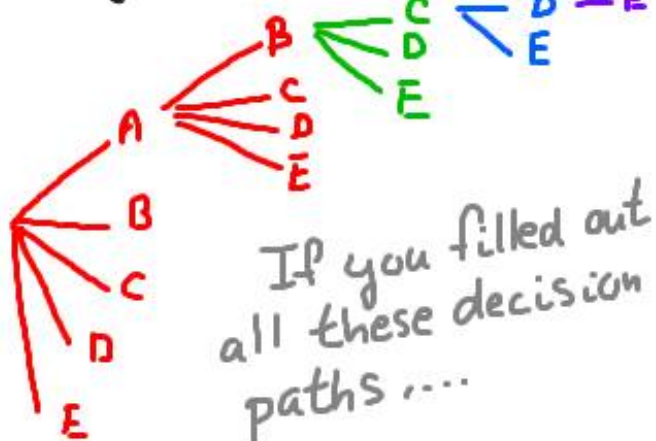 C D E
B
D E
E
A C
D
E
B
C
D
E
If you filled out
all these decision
paths ....